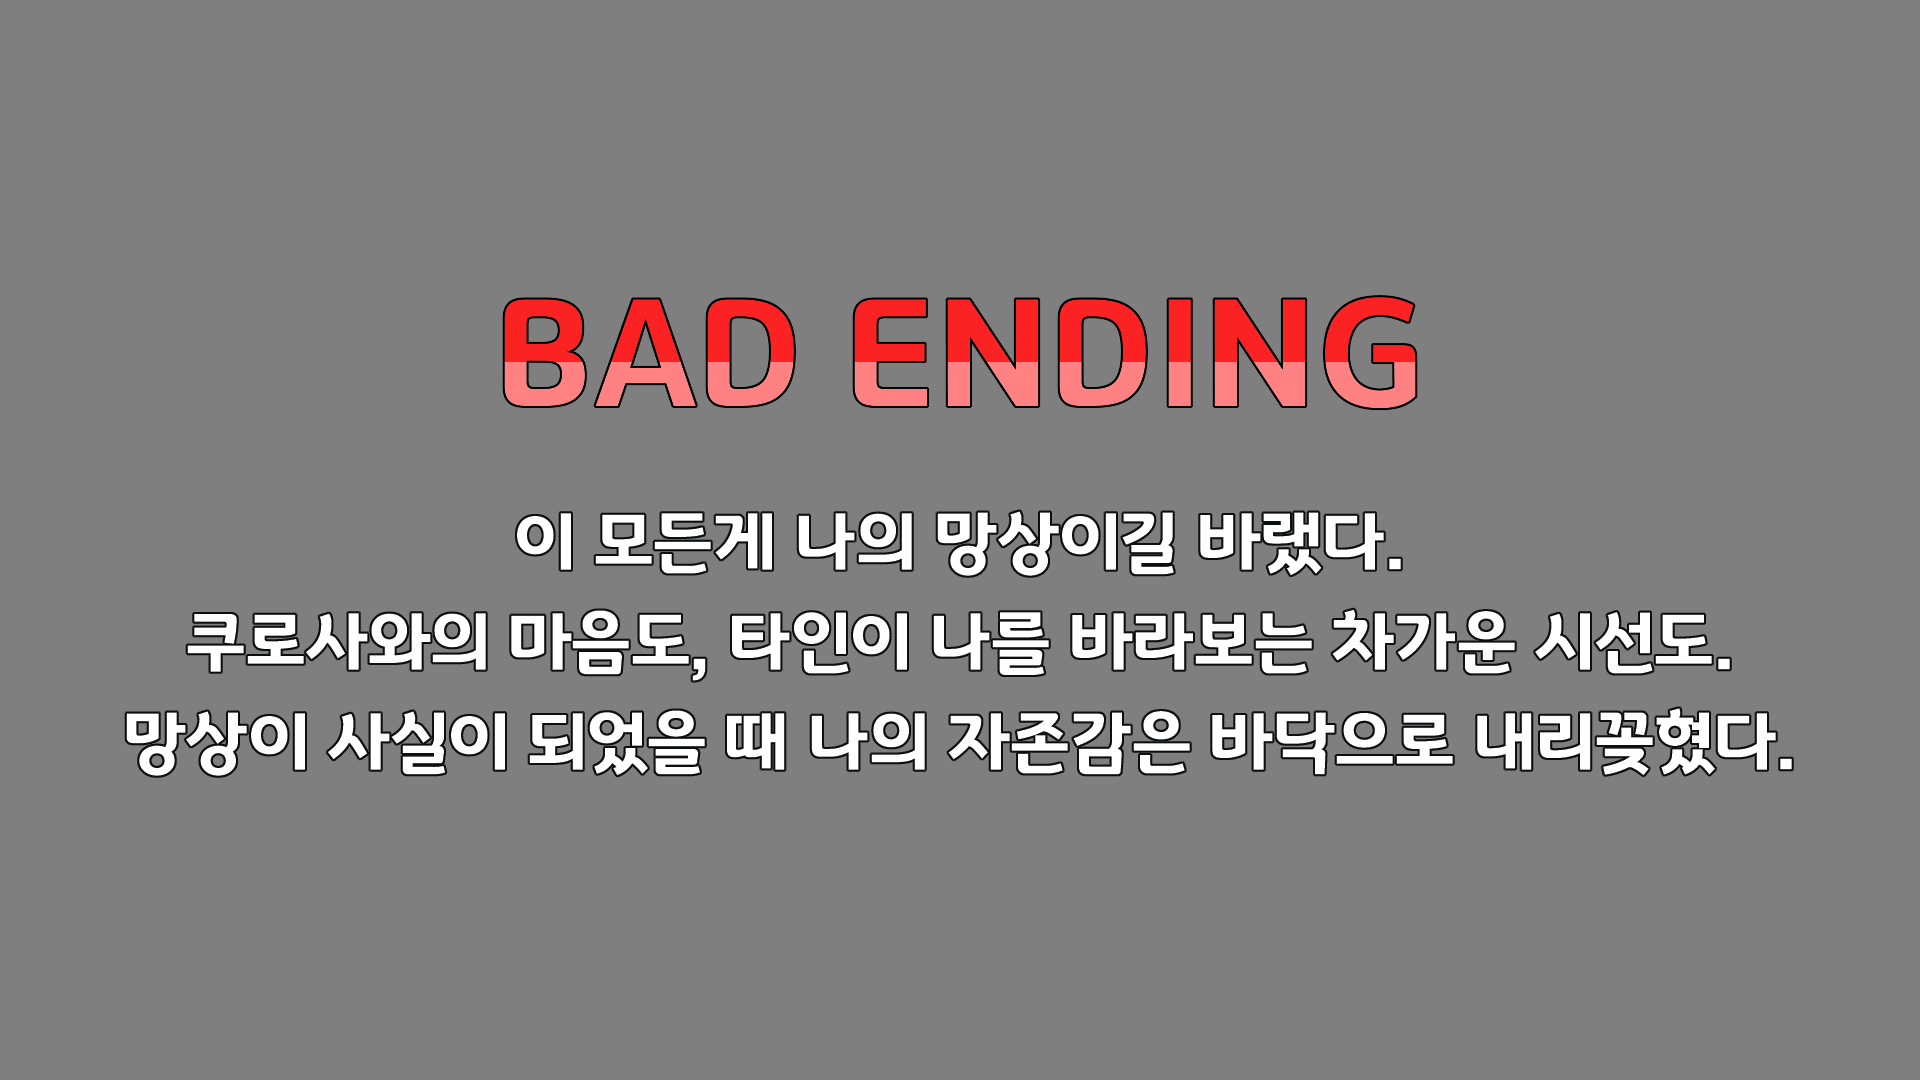 BAD ENDING
이 모든게 나의 망상이길 바랬다.
쿠로사와의 마음도, 타인이 나를 바라보는 차가운 시선도.
망상이 사실이 되었을 때 나의 자존감은 바닥으로 내리꽂혔다.